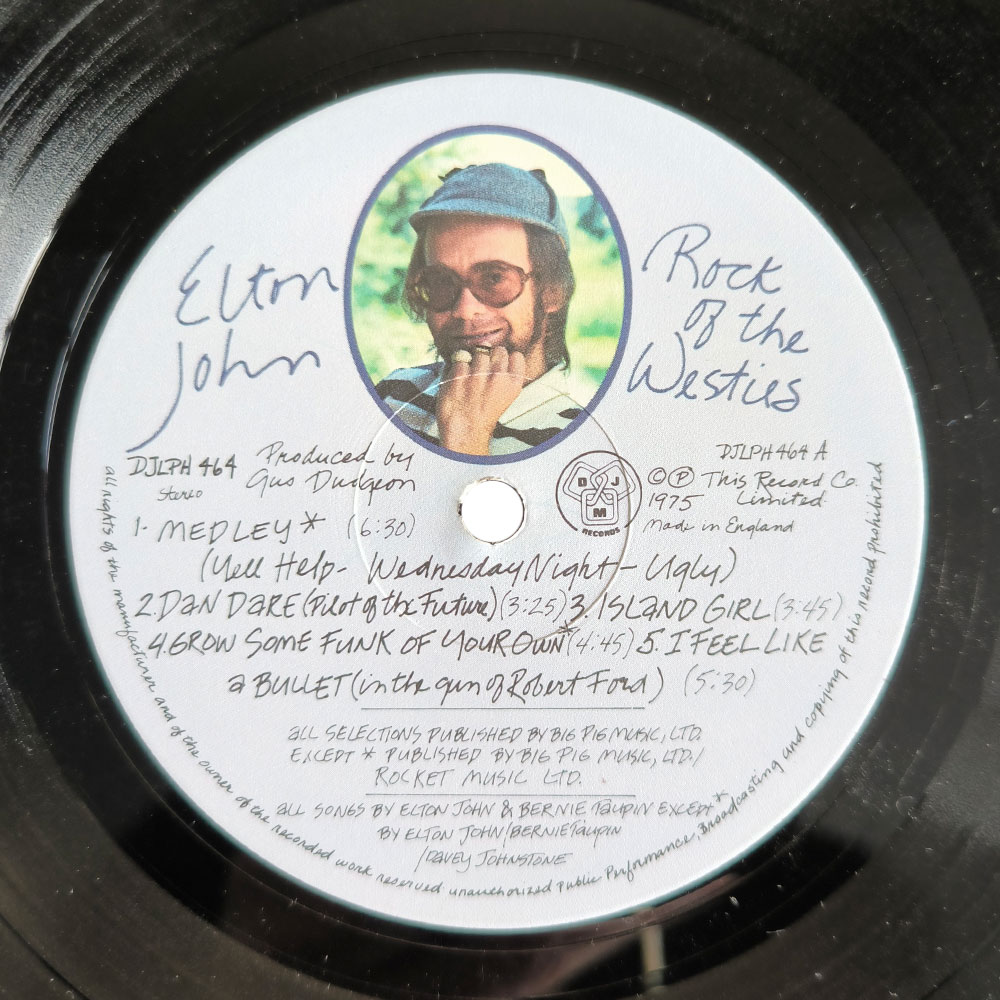 Elton
John
Rock
Of the
Westies
DJLPH 464
Stereo
Produced by
Gus Dudgeon
DJM
RECORDS
DJLPH 464 A
© ℗ This Record Co.
1975 Limited
Made in England
1- MEDLEY* (6:30)
(Yell Help- Wednesday Night- Ugly)
2. DAN DARE (Pilot of the Future) (3:25) 3. ISLAND GIRL (3:45)
4. GROW SOME FUNK OF YOUR OWN* (4:45) 5. I FEEL LIKE
a BULLET (in the gun of Robert Ford) (5:30)
ALL SELECTIONS PUBLISHED BY BIG PIG MUSIC, LTD.
EXCEPT * PUBLISHED BY BIG PIG MUSIC, LTD./
ROCKET MUSIC LTD.
ALL SONGS BY ELTON JOHN & BERNIE TAUPIN EXCEPT*
BY ELTON JOHN/BERNIE TAUPIN
/DAVEY JOHNSTONE
all rights of the manufacturer and of the owner of the recorded work reserved unauthorized public Performance, Broadcasting and copying of this record prohibited